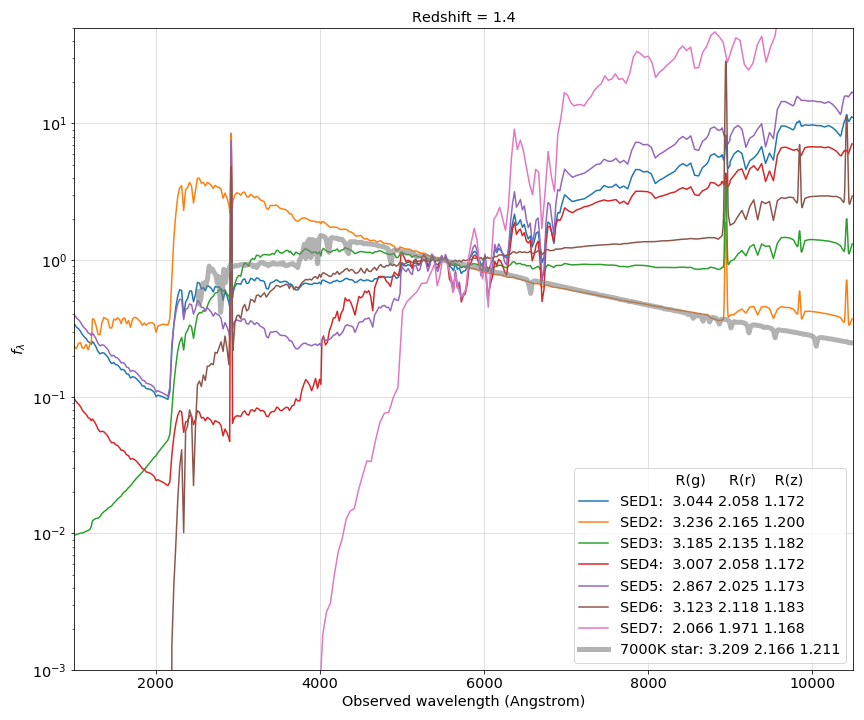 Redshift = 1.4
10¹
10⁰
10⁻¹
10⁻²
10⁻³
f_λ
2000 4000 6000 8000 10000
Observed wavelength (Angstrom)
R(g) R(r) R(z)
SED1: 3.044 2.058 1.172
SED2: 3.236 2.165 1.200
SED3: 3.185 2.135 1.182
SED4: 3.007 2.058 1.172
SED5: 2.867 2.025 1.173
SED6: 3.123 2.118 1.183
SED7: 2.066 1.971 1.168
7000K star: 3.209 2.166 1.211